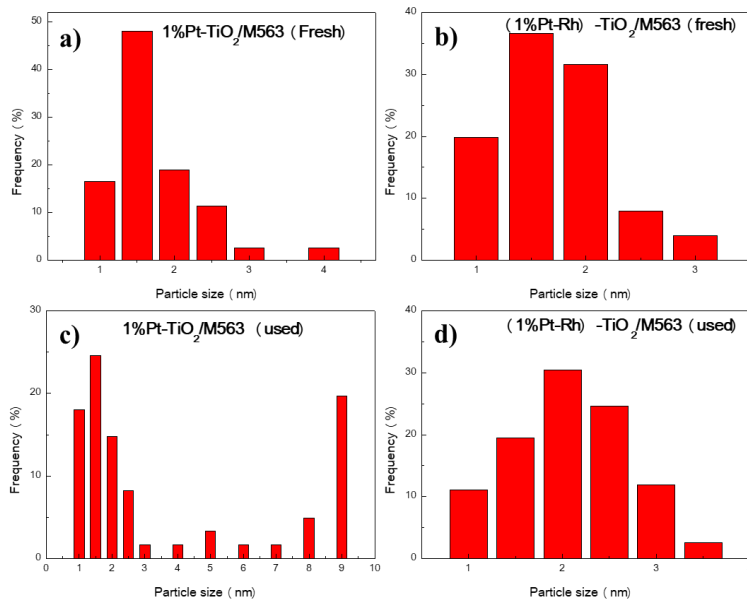 a) 1%Pt-TiO2/M563 (Fresh)
50
40
30
20
10
0
Frequency (%)
1 2 3 4
Particle size (nm)
b) (1%Pt-Rh) -TiO2/M563 (fresh)
40
30
20
10
0
Frequency (%)
1 2 3
Particle size (nm)
c) 1%Pt-TiO2/M563 (used)
30
20
10
0
Frequency (%)
0 1 2 3 4 5 6 7 8 9 10
Particle size (nm)
d) (1%Pt-Rh) -TiO2/M563 (used)
40
30
20
10
0
Frequency (%)
1 2 3
Particle size (nm)